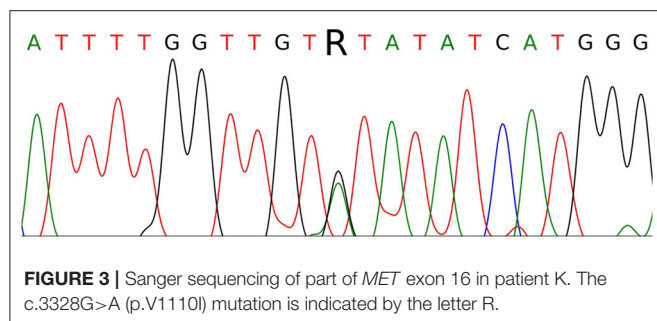 A T T T T G G T T G T R T A T A T C A T G G G
FIGURE 3 | Sanger sequencing of part of MET exon 16 in patient K. The
c.3328G>A (p.V1110I) mutation is indicated by the letter R.